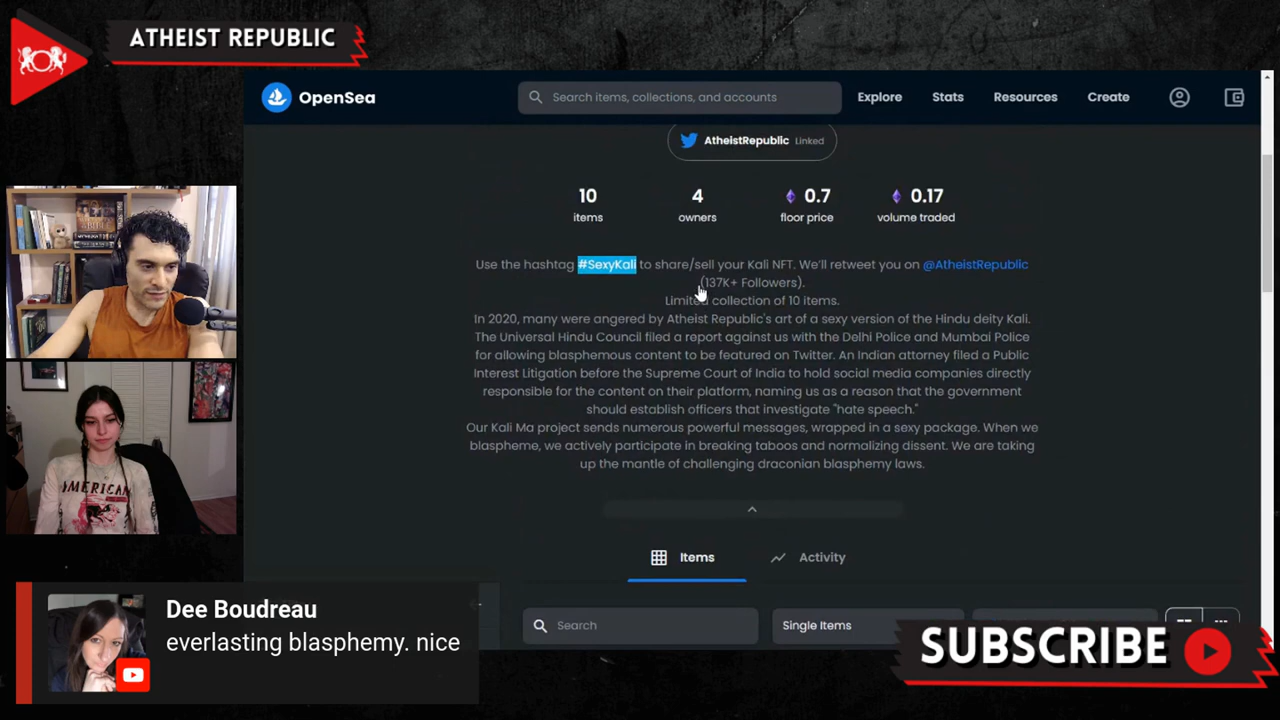 ATHEIST REPUBLIC
OpenSea
Search items, collections, and accounts
Explore
Stats
Resources
Create
AtheistRepublic Linked
10
items
4
owners
0.7
floor price
0.17
volume traded
Use the hashtag #SexyKali to share/sell your Kali NFT. We'll retweet you on @AtheistRepublic
(137K+ Followers).
Limited collection of 10 items.
In 2020, many were angered by Atheist Republic's art of a sexy version of the Hindu deity Kali.
The Universal Hindu Council filed a report against us with the Delhi Police and Mumbai Police
for allowing blasphemous content to be featured on Twitter. An Indian attorney filed a Public
Interest Litigation before the Supreme Court of India to hold social media companies directly
responsible for the content on their platform, naming us as a reason that the government
should establish officers that investigate "hate speech."
Our Kali Ma project sends numerous powerful messages, wrapped in a sexy package. When we
blaspheme, we actively participate in breaking taboos and normalizing dissent. We are taking
up the mantle of challenging draconian blasphemy laws.
Items
Activity
Search
Single Items
AMERICAN
Dee Boudreau
everlasting blasphemy. nice
SUBSCRIBE